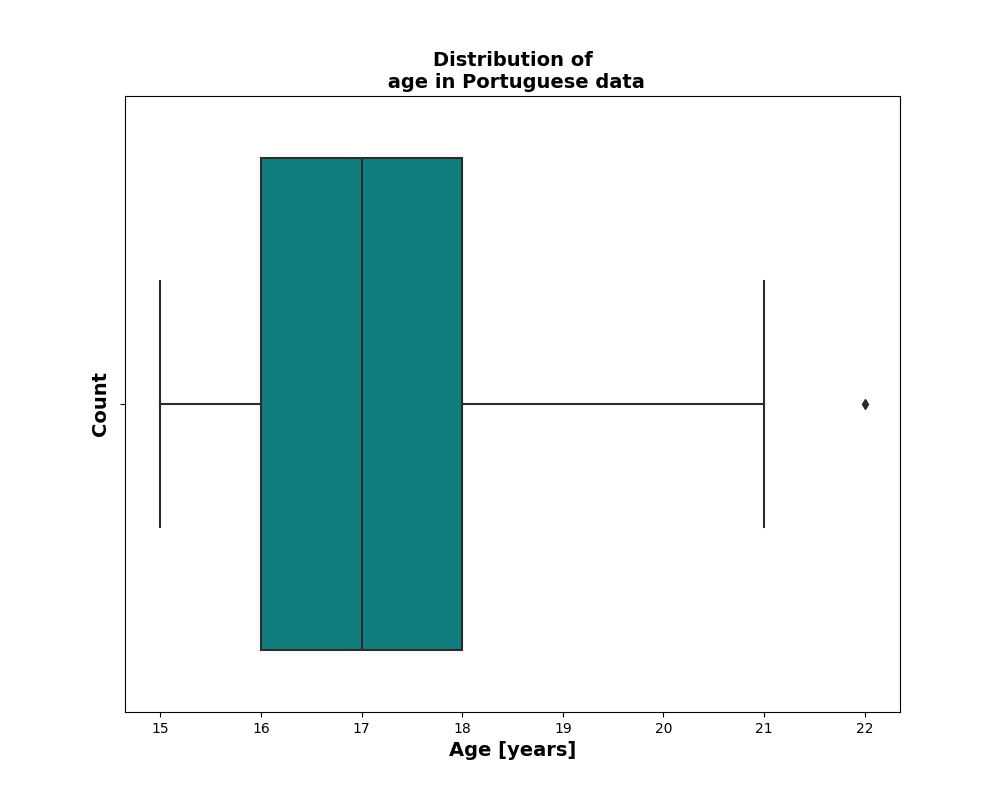 Distribution of
age in Portuguese data
Count
15 16 17 18 19 20 21 22
Age [years]